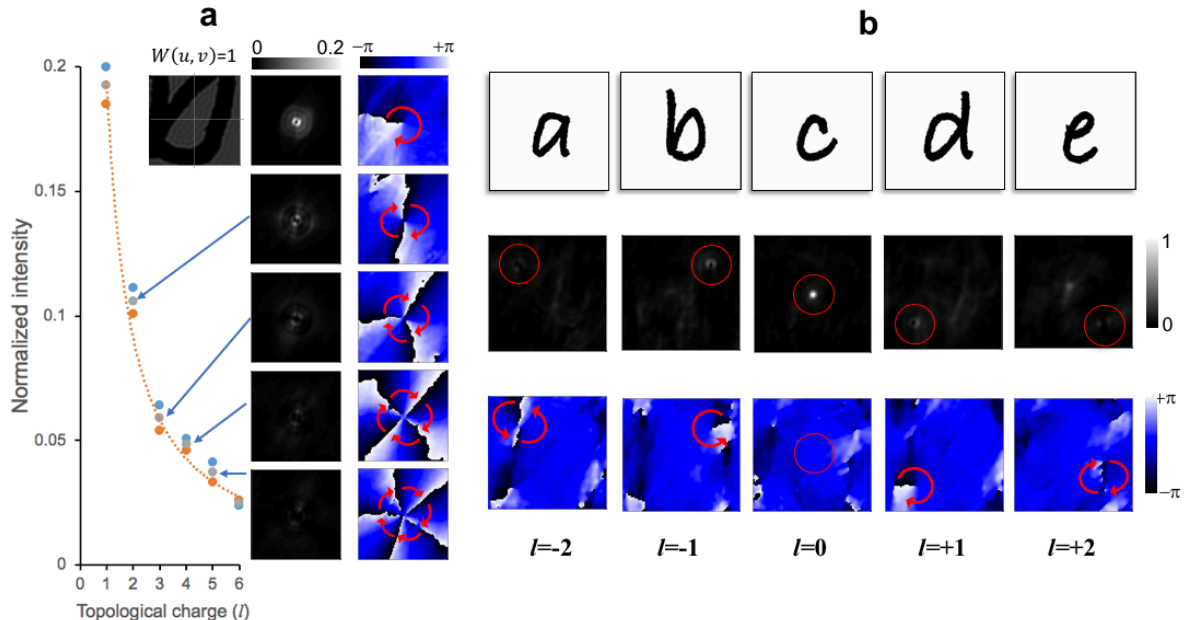 a
W(u,v)=1
0 0.2
−π +π
0.2
0.15
0.1
0.05
0
Normalized intensity
0 1 2 3 4 5 6
Topological charge (l)
b
a b c d e
1
0
+π
−π
l=-2 l=-1 l=0 l=+1 l=+2